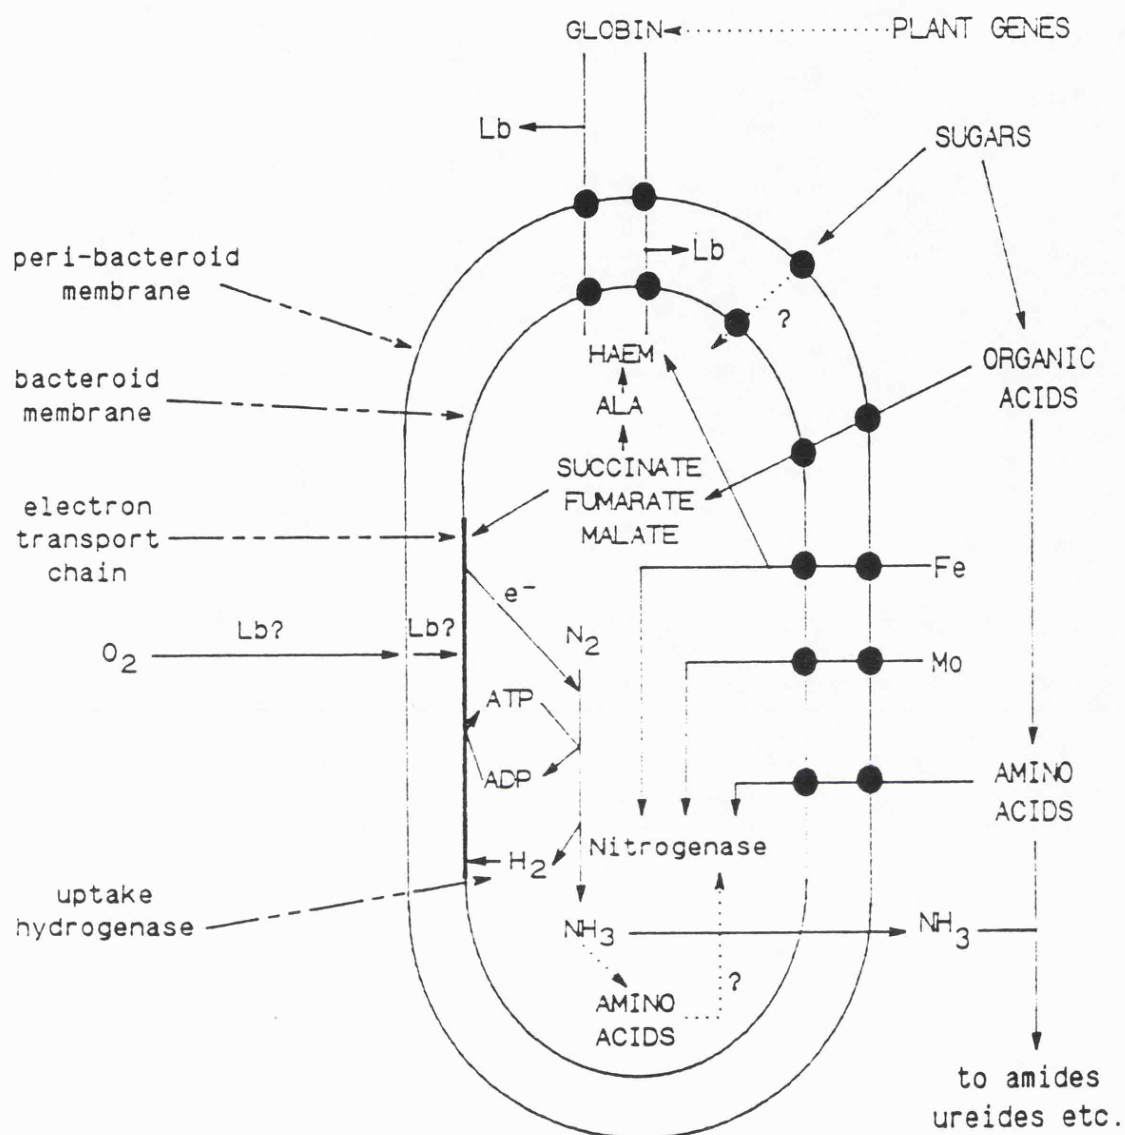 GLOBIN
PLANT GENES
Lb
SUGARS
peri-bacteroid
membrane
Lb
?
HAEM
ORGANIC
ACIDS
bacteroid
membrane
ALA
SUCCINATE
FUMARATE
MALATE
electron
transport
chain
Fe
e-
Lb?
Lb?
N2
O2
Mo
ATP
ADP
AMINO
ACIDS
Nitrogenase
H2
uptake
hydrogenase
NH3
NH3
?
AMINO
ACIDS
to amides
ureides etc.